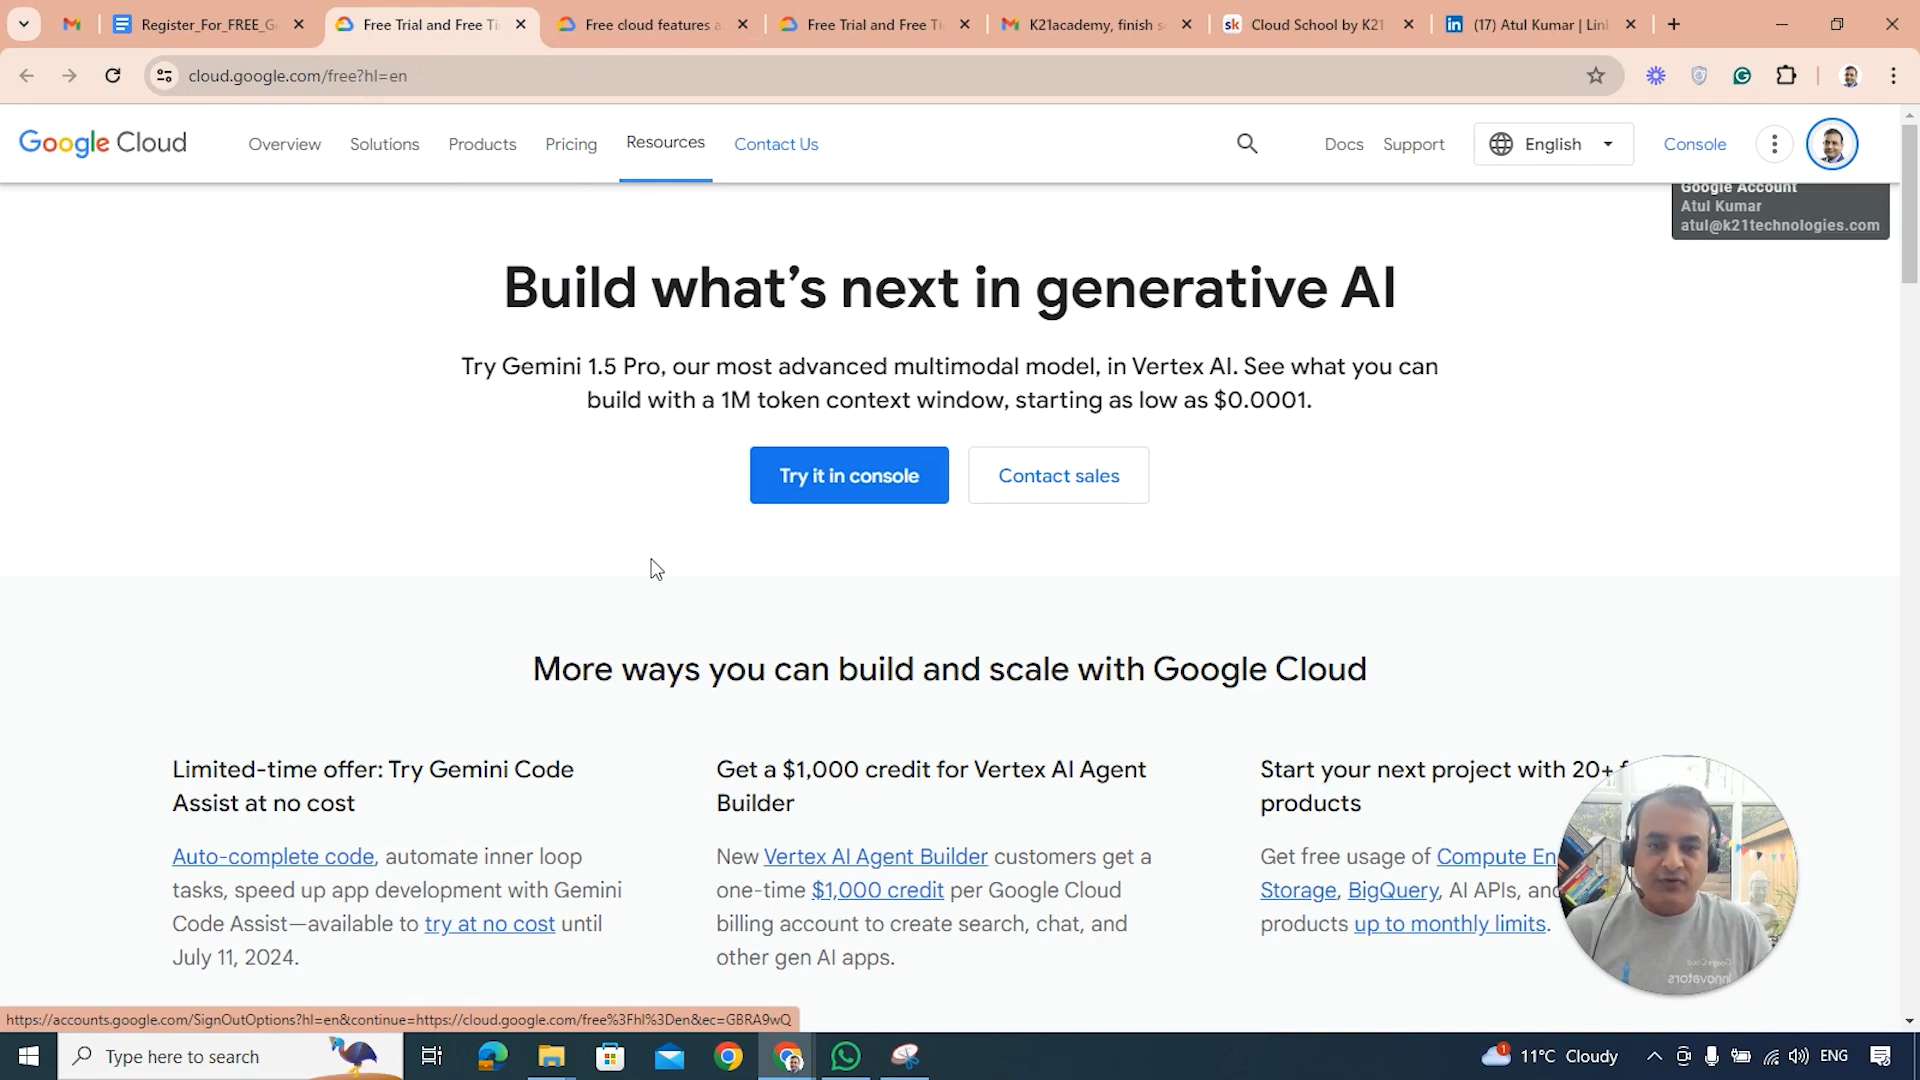 Register_For_FREE_G
Free Trial and Free Ti
Free cloud features a
Free Trial and Free Ti
K21academy, finish s
sk
Cloud School by K21
in
(17) Atul Kumar | Lin
cloud.google.com/free?hl=en
Google Cloud
Overview
Solutions
Products
Pricing
Resources
Contact Us
Docs
Support
English
Console
Google Account
Atul Kumar
atul@k21technologies.com
Build what's next in generative AI
Try Gemini 1.5 Pro, our most advanced multimodal model, in Vertex AI. See what you can
build with a 1M token context window, starting as low as $0.0001.
Try it in console
Contact sales
More ways you can build and scale with Google Cloud
Limited-time offer: Try Gemini Code
Assist at no cost
Auto-complete code, automate inner loop
tasks, speed up app development with Gemini
Code Assist—available to try at no cost until
July 11, 2024.
Get a $1,000 credit for Vertex AI Agent
Builder
New Vertex AI Agent Builder customers get a
one-time $1,000 credit per Google Cloud
billing account to create search, chat, and
other gen AI apps.
Start your next project with 20+ f
products
Get free usage of Compute En
Storage, BigQuery, AI APIs, and
products up to monthly limits.
Google Cloud
innovators
https://accounts.google.com/SignOutOptions?hl=en&continue=https://cloud.google.com/free%3Fhl%3Den&ec=GBRA9wQ
Type here to search
1
11°C Cloudy
ENG